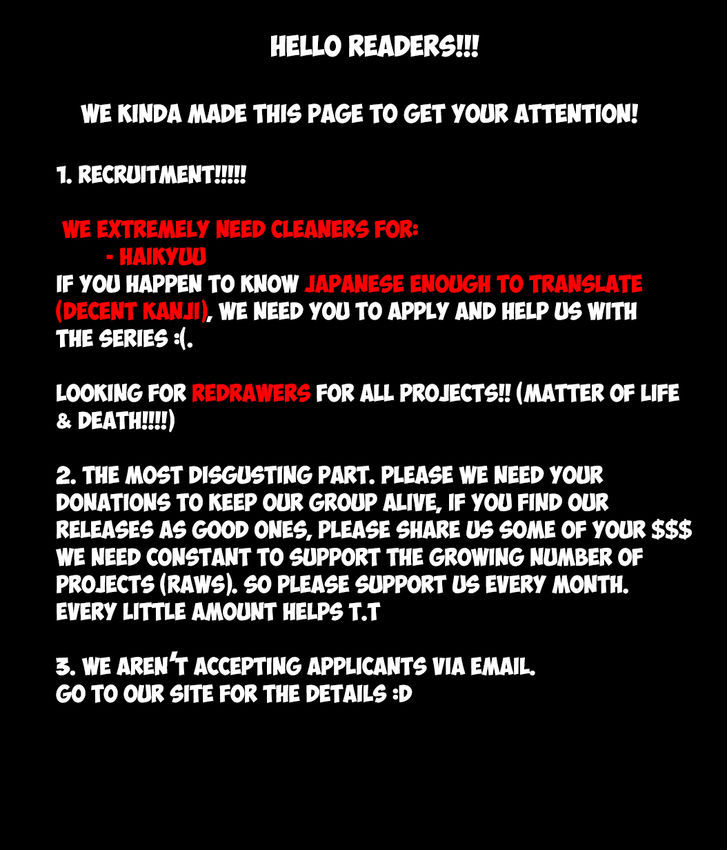 HELLO READERS!!!
WE KINDA MADE THIS PAGE TO GET YOUR ATTENTION!
1. RECRUITMENT!!!!!
WE EXTREMELY NEED CLEANERS FOR:
- HAIKYUU
IF YOU HAPPEN TO KNOW JAPANESE ENOUGH TO TRANSLATE
(DECENT KANJI), WE NEED YOU TO APPLY AND HELP US WITH
THE SERIES :(.
LOOKING FOR REDRAWERS FOR ALL PROJECTS!! (MATTER OF LIFE
& DEATH!!!!)
2. THE MOST DISGUSTING PART. PLEASE WE NEED YOUR
DONATIONS TO KEEP OUR GROUP ALIVE, IF YOU FIND OUR
RELEASES AS GOOD ONES, PLEASE SHARE US SOME OF YOUR $$$
WE NEED CONSTANT TO SUPPORT THE GROWING NUMBER OF
PROJECTS (RAWS). SO PLEASE SUPPORT US EVERY MONTH.
EVERY LITTLE AMOUNT HELPS T.T
3. WE AREN'T ACCEPTING APPLICANTS VIA EMAIL.
GO TO OUR SITE FOR THE DETAILS :D